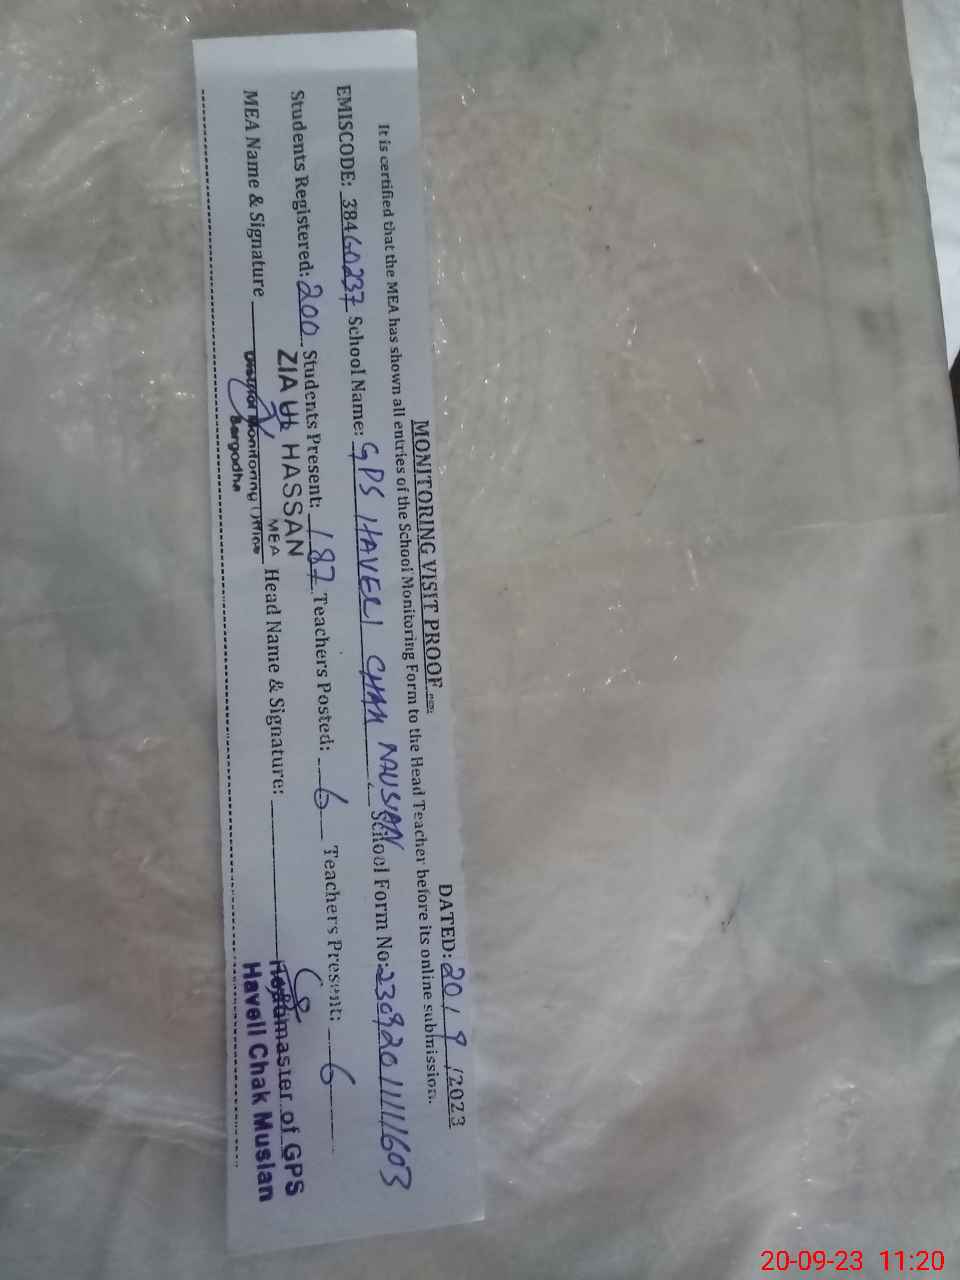 MONITORING VISIT PROOF
DATED: 20/9/2023
It is certified that the MEA has shown all entries of the School Monitoring Form to the Head Teacher before its online submission.
EMISCODE: 38460237 School Name: GPS HAVELI CHAK MUSIAN School Form No: 23092011111603
Students Registered: 200 Students Present: 187 Teachers Posted: 6 Teachers Present: 6
ZIA UL HASSAN
MEA
MEA Name & Signature Head Name & Signature:
District Monitoring Office
Sargodha
Headmaster of GPS
Haveli Chak Musian
20-09-23 11:20